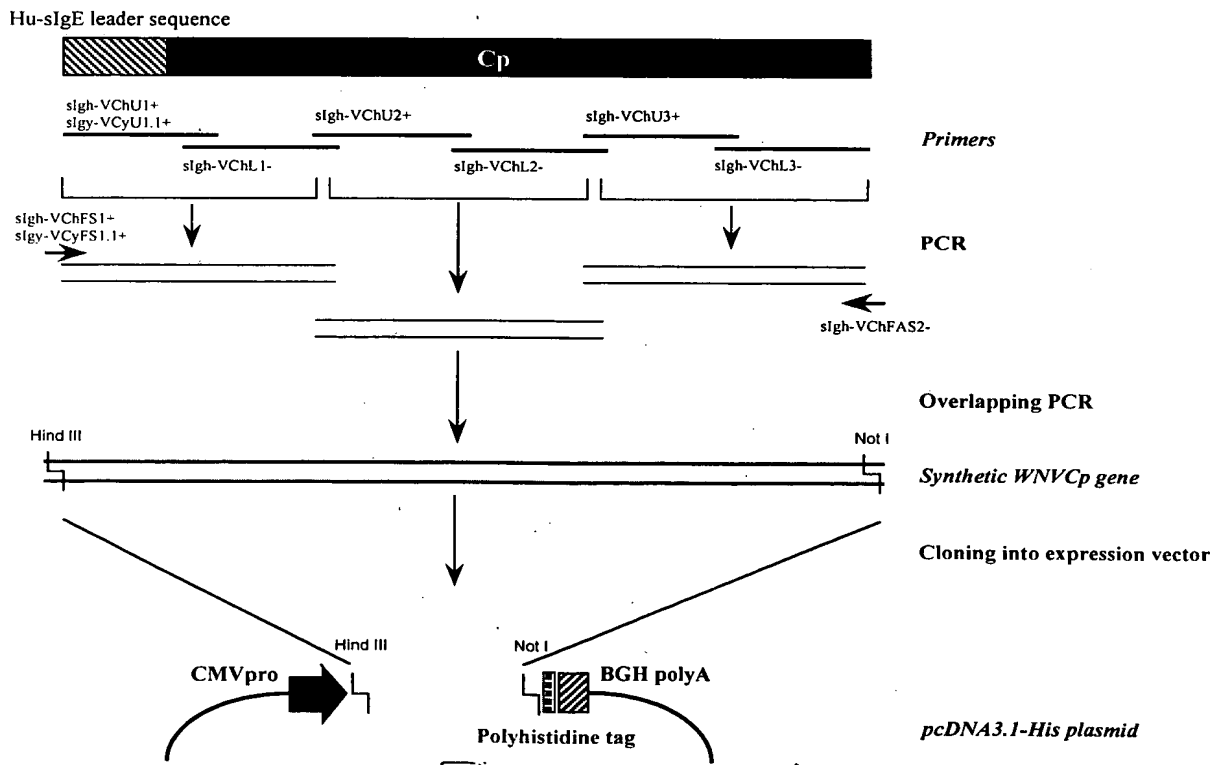 Hu-sIgE leader sequence
Cp
sIgh-VChU1+
sIgy-VCyU1.1+
sIgh-VChU2+
sIgh-VChU3+
Primers
sIgh-VChL1-
sIgh-VChL2-
sIgh-VChL3-
sIgh-VChFS1+
sIgy-VCyFS1.1+
PCR
sIgh-VChFAS2-
Overlapping PCR
Hind III
Not I
Synthetic WNVCp gene
Cloning into expression vector
Hind III
Not I
CMVpro
BGH polyA
Polyhistidine tag
pcDNA3.1-His plasmid